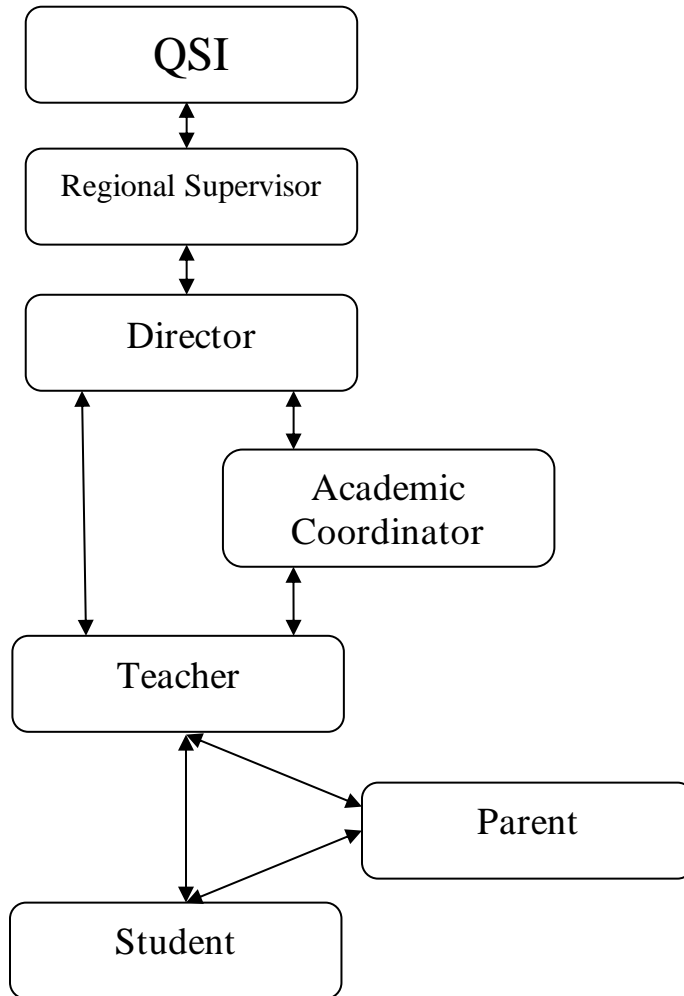 QSI
Regional Supervisor
Director
Academic
Coordinator
Teacher
Parent
Student